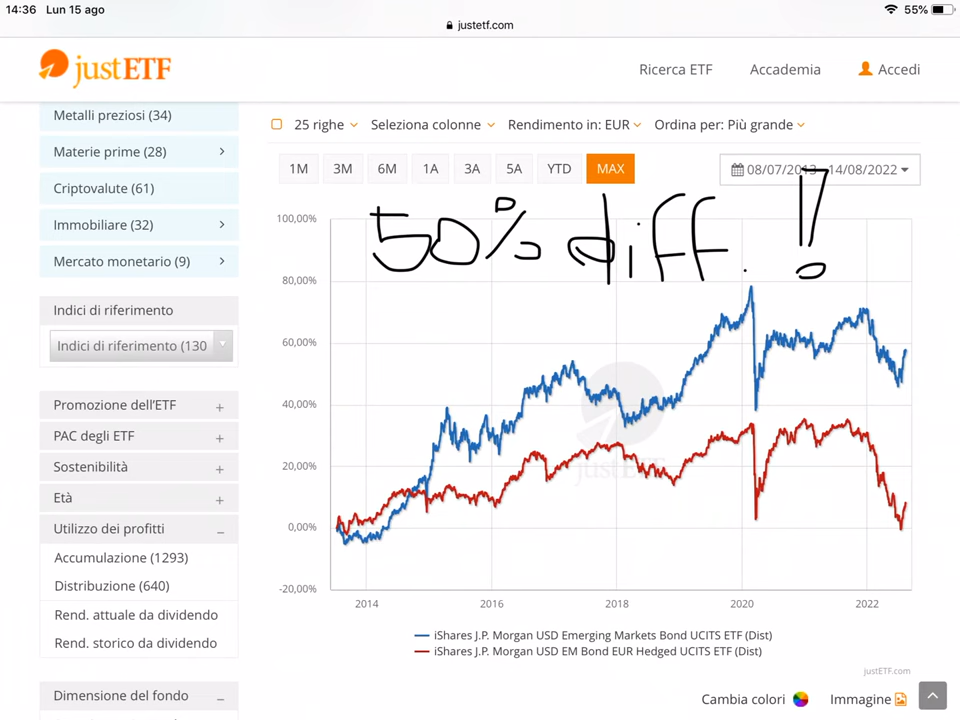 14:36 Lun 15 ago
55%
justetf.com
justETF
Ricerca ETF Accademia Accedi
Metalli preziosi (34)
Materie prime (28)
Criptovalute (61)
Immobiliare (32)
Mercato monetario (9)
Indici di riferimento
Indici di riferimento (130
Promozione dell'ETF
PAC degli ETF
Sostenibilità
Età
Utilizzo dei profitti
Accumulazione (1293)
Distribuzione (640)
Rend. attuale da dividendo
Rend. storico da dividendo
Dimensione del fondo
25 righe Seleziona colonne Rendimento in: EUR Ordina per: Più grande
1M 3M 6M 1A 3A 5A YTD MAX
08/07/2013 - 14/08/2022
50% diff. !
100,00%
80,00%
60,00%
40,00%
20,00%
0,00%
-20,00%
justETF
2014 2016 2018 2020 2022
iShares J.P. Morgan USD Emerging Markets Bond UCITS ETF (Dist)
iShares J.P. Morgan USD EM Bond EUR Hedged UCITS ETF (Dist)
justETF.com
Cambia colori Immagine